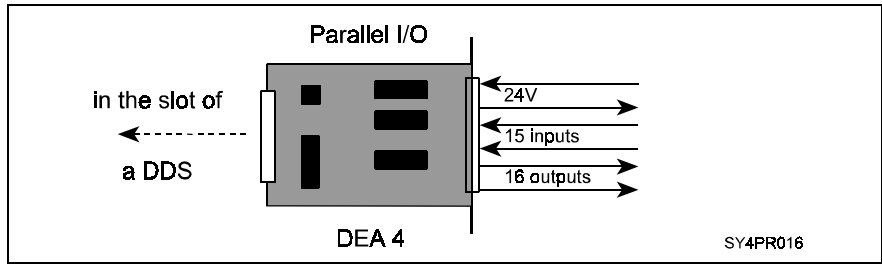 Parallel I/O
in the slot of
a DDS
24V
15 inputs
16 outputs
DEA 4
SY4PR016